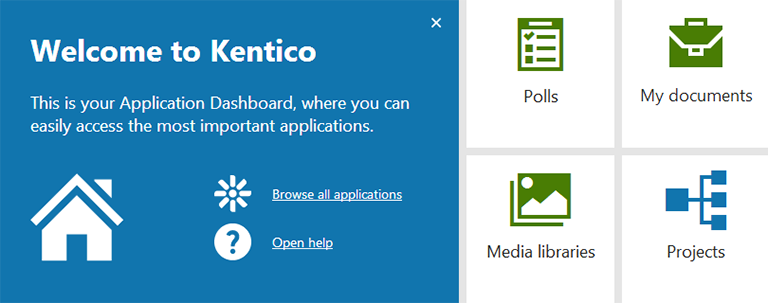 Welcome to Kentico
This is your Application Dashboard, where you can
easily access the most important applications.
Browse all applications
Open help
Polls
My documents
Media libraries
Projects